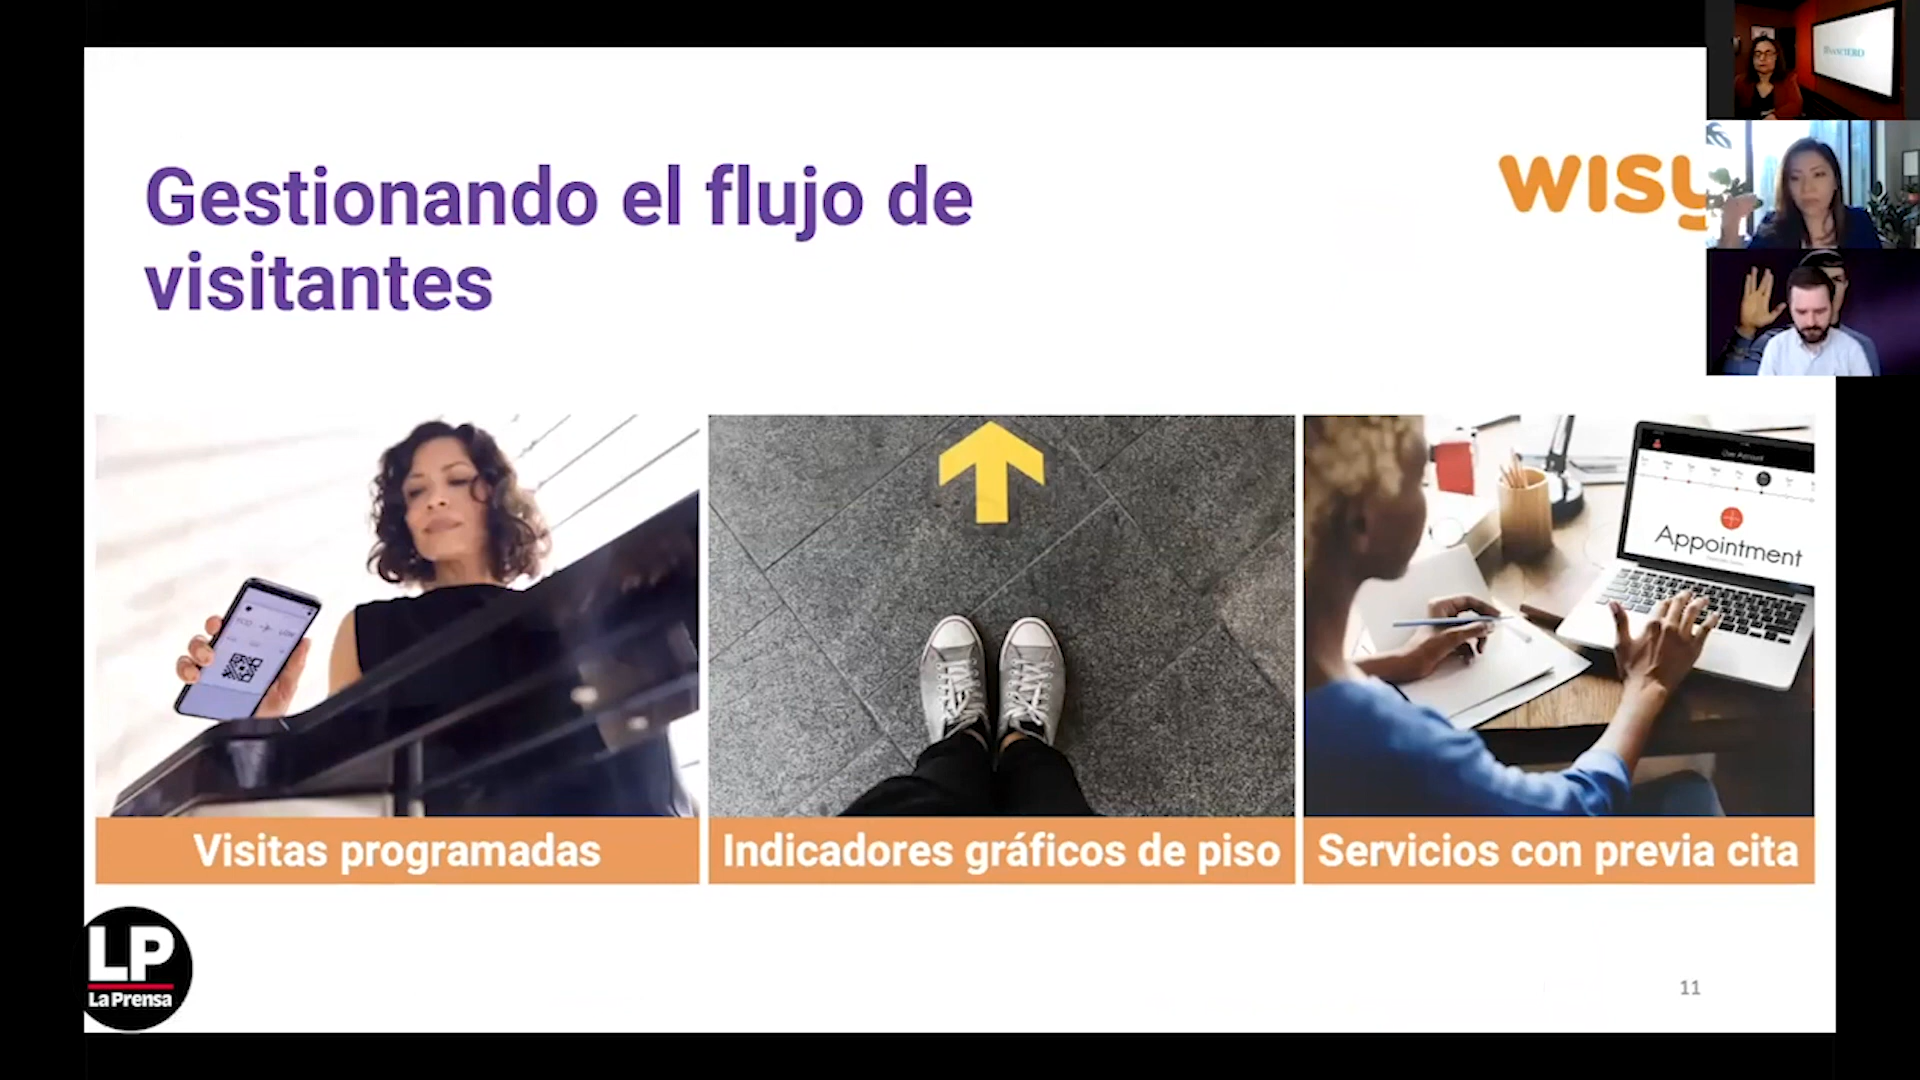 Gestionando el flujo de
visitantes
wisy
Appointment
Visitas programadas
Indicadores gráficos de piso
Servicios con previa cita
LP
La Prensa
11